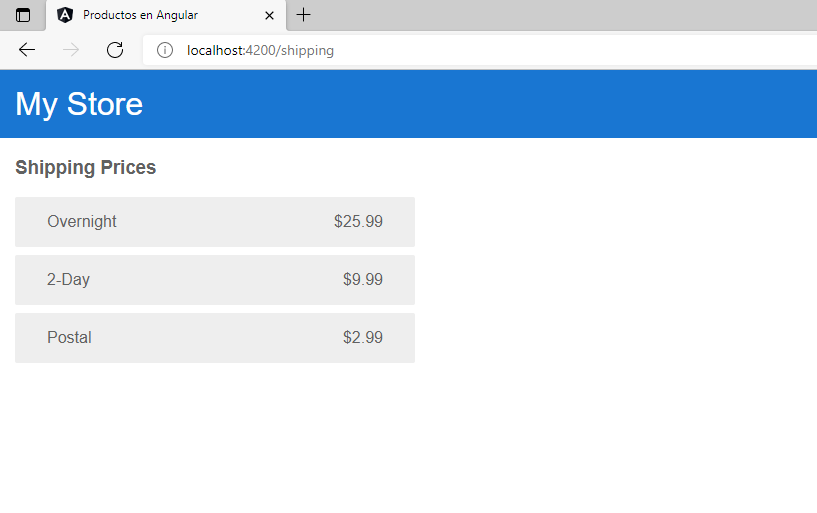 Productos en Angular
localhost:4200/shipping
My Store
Shipping Prices
Overnight $25.99
2-Day $9.99
Postal $2.99